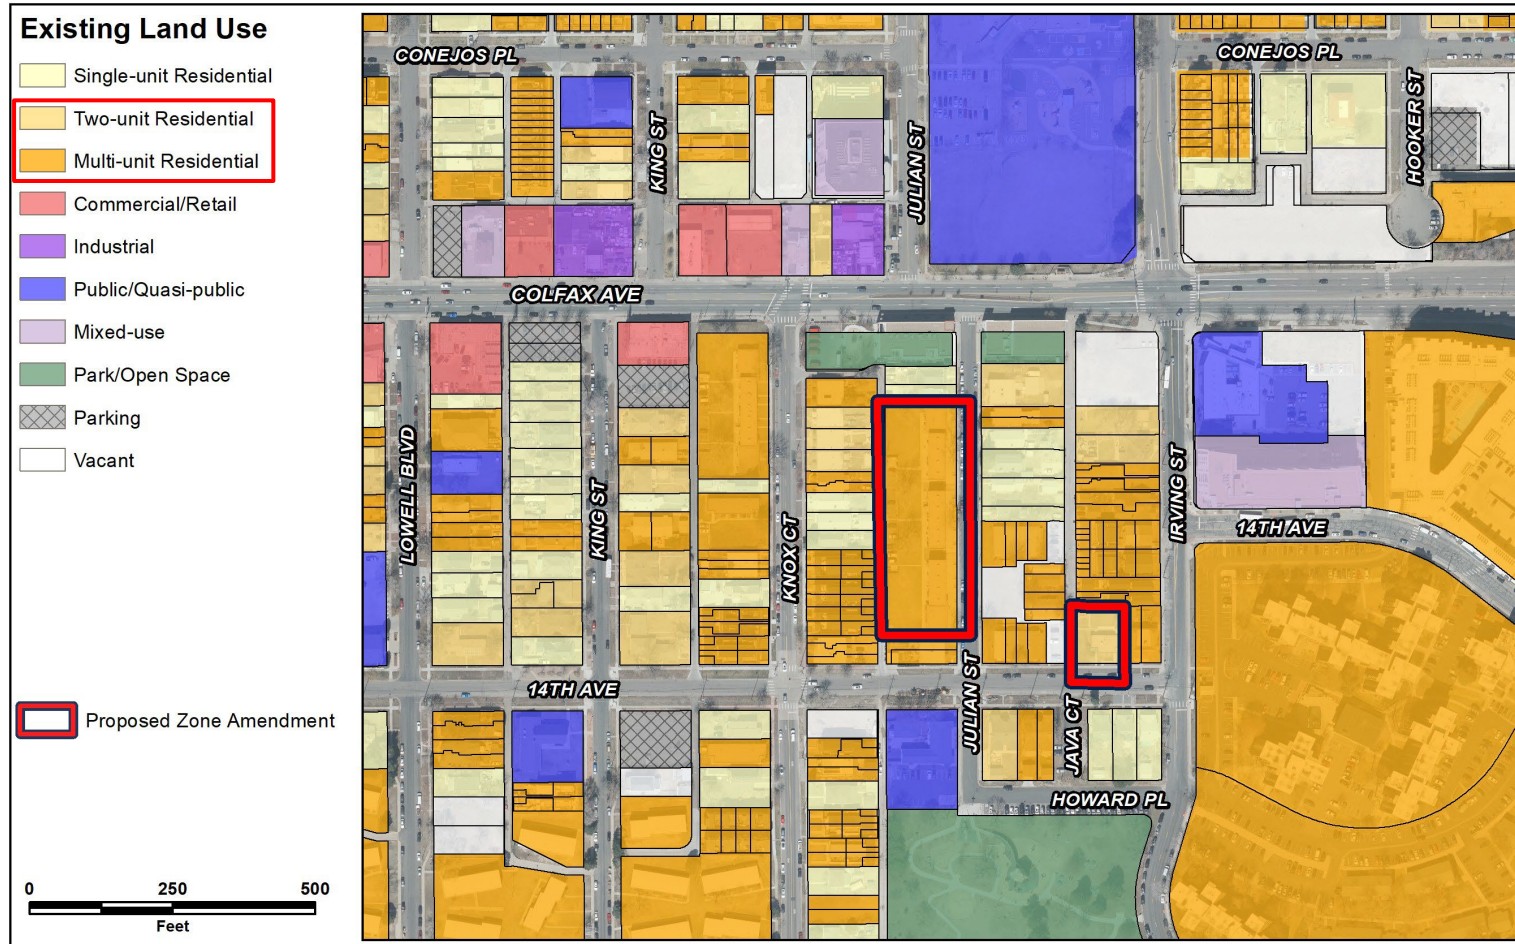 Existing Land Use
Single-unit Residential
Two-unit Residential
Multi-unit Residential
Commercial/Retail
Industrial
Public/Quasi-public
Mixed-use
Park/Open Space
Parking
Vacant
Proposed Zone Amendment
0 250 500
Feet
CONEJOS PL
CONEJOS PL
KING ST
JULIAN ST
HOOKER ST
COLFAX AVE
LOWELL BLVD
KING ST
KNOX CT
IRVING ST
14TH AVE
14TH AVE
JULIAN ST
JAVA CT
HOWARD PL